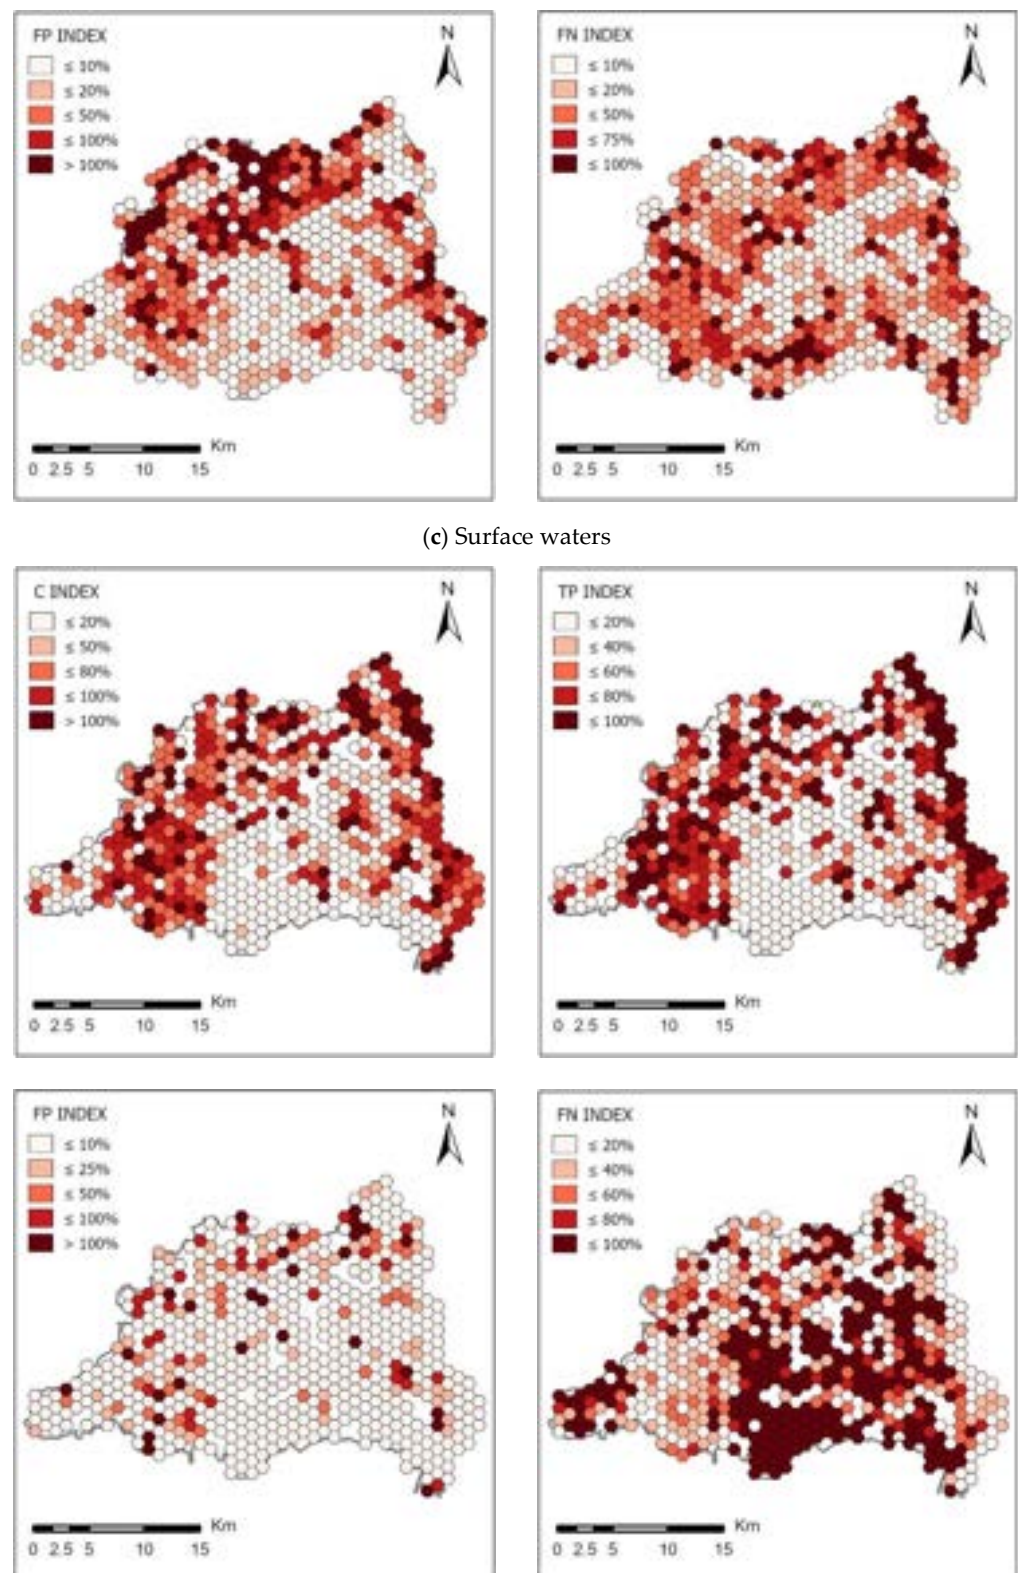 FP INDEX
≤ 10%
≤ 20%
≤ 50%
≤ 100%
> 100%
N
Km
0 2.5 5 10 15
FN INDEX
≤ 10%
≤ 20%
≤ 50%
≤ 75%
≤ 100%
N
Km
0 2.5 5 10 15
(c) Surface waters
C INDEX
≤ 20%
≤ 50%
≤ 80%
≤ 100%
> 100%
N
Km
0 2.5 5 10 15
TP INDEX
≤ 20%
≤ 40%
≤ 60%
≤ 80%
≤ 100%
N
Km
0 2.5 5 10 15
FP INDEX
≤ 10%
≤ 25%
≤ 50%
≤ 100%
> 100%
N
Km
0 2.5 5 10 15
FN INDEX
≤ 20%
≤ 40%
≤ 60%
≤ 80%
≤ 100%
N
Km
0 2.5 5 10 15